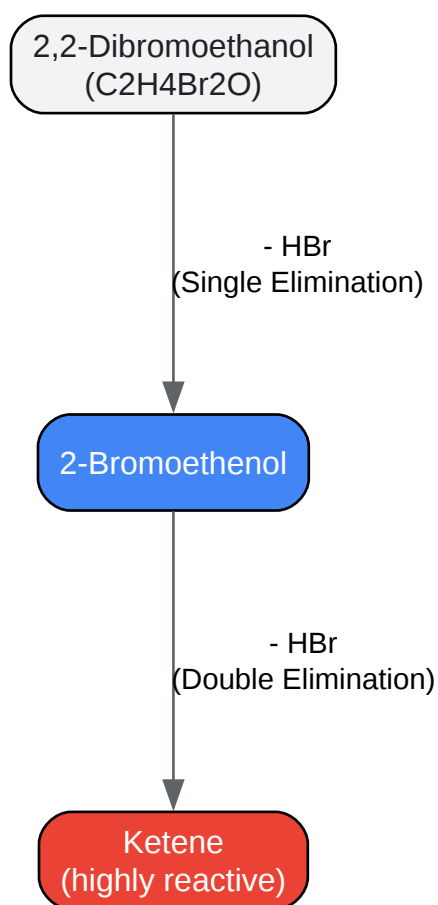 2,2-Dibromoethanol
(C2H4Br2O)
- HBr
(Single Elimination)
2-Bromoethenol
- HBr
(Double Elimination)
Ketene
(highly reactive)